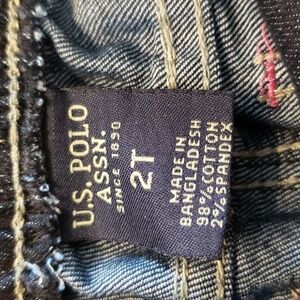 U.S. POLO
ASSN.
SINCE 1890
2T
MADE IN
BANGLADESH
98% COTTON
2% SPANDEX